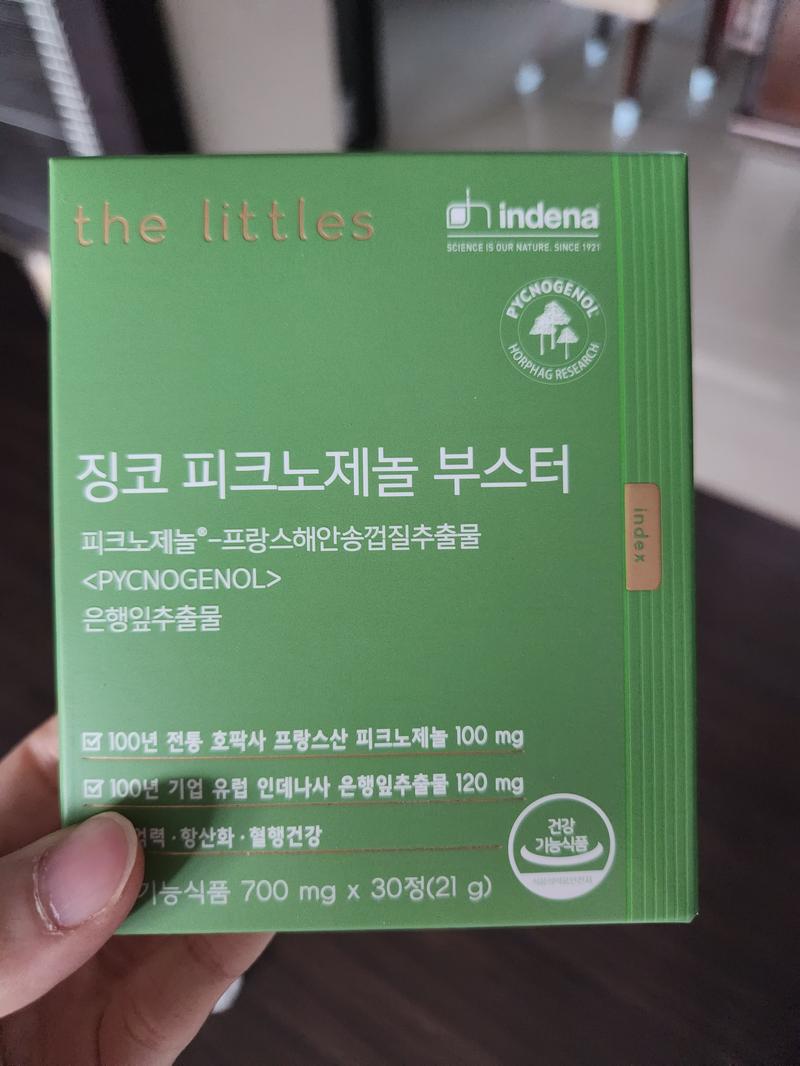 the littles
indena
SCIENCE IS OUR NATURE. SINCE 1921
PYCNOGENOL®
HORPHAG RESEARCH
징코 피크노제놀 부스터
피크노제놀®-프랑스해안송껍질추출물
<PYCNOGENOL>
은행잎추출물
index
100년 전통 호팍사 프랑스산 피크노제놀 100 mg
100년 기업 유럽 인데나사 은행잎추출물 120 mg
억력·항산화·혈행건강
기능식품 700 mg x 30정(21 g)
건강
기능식품